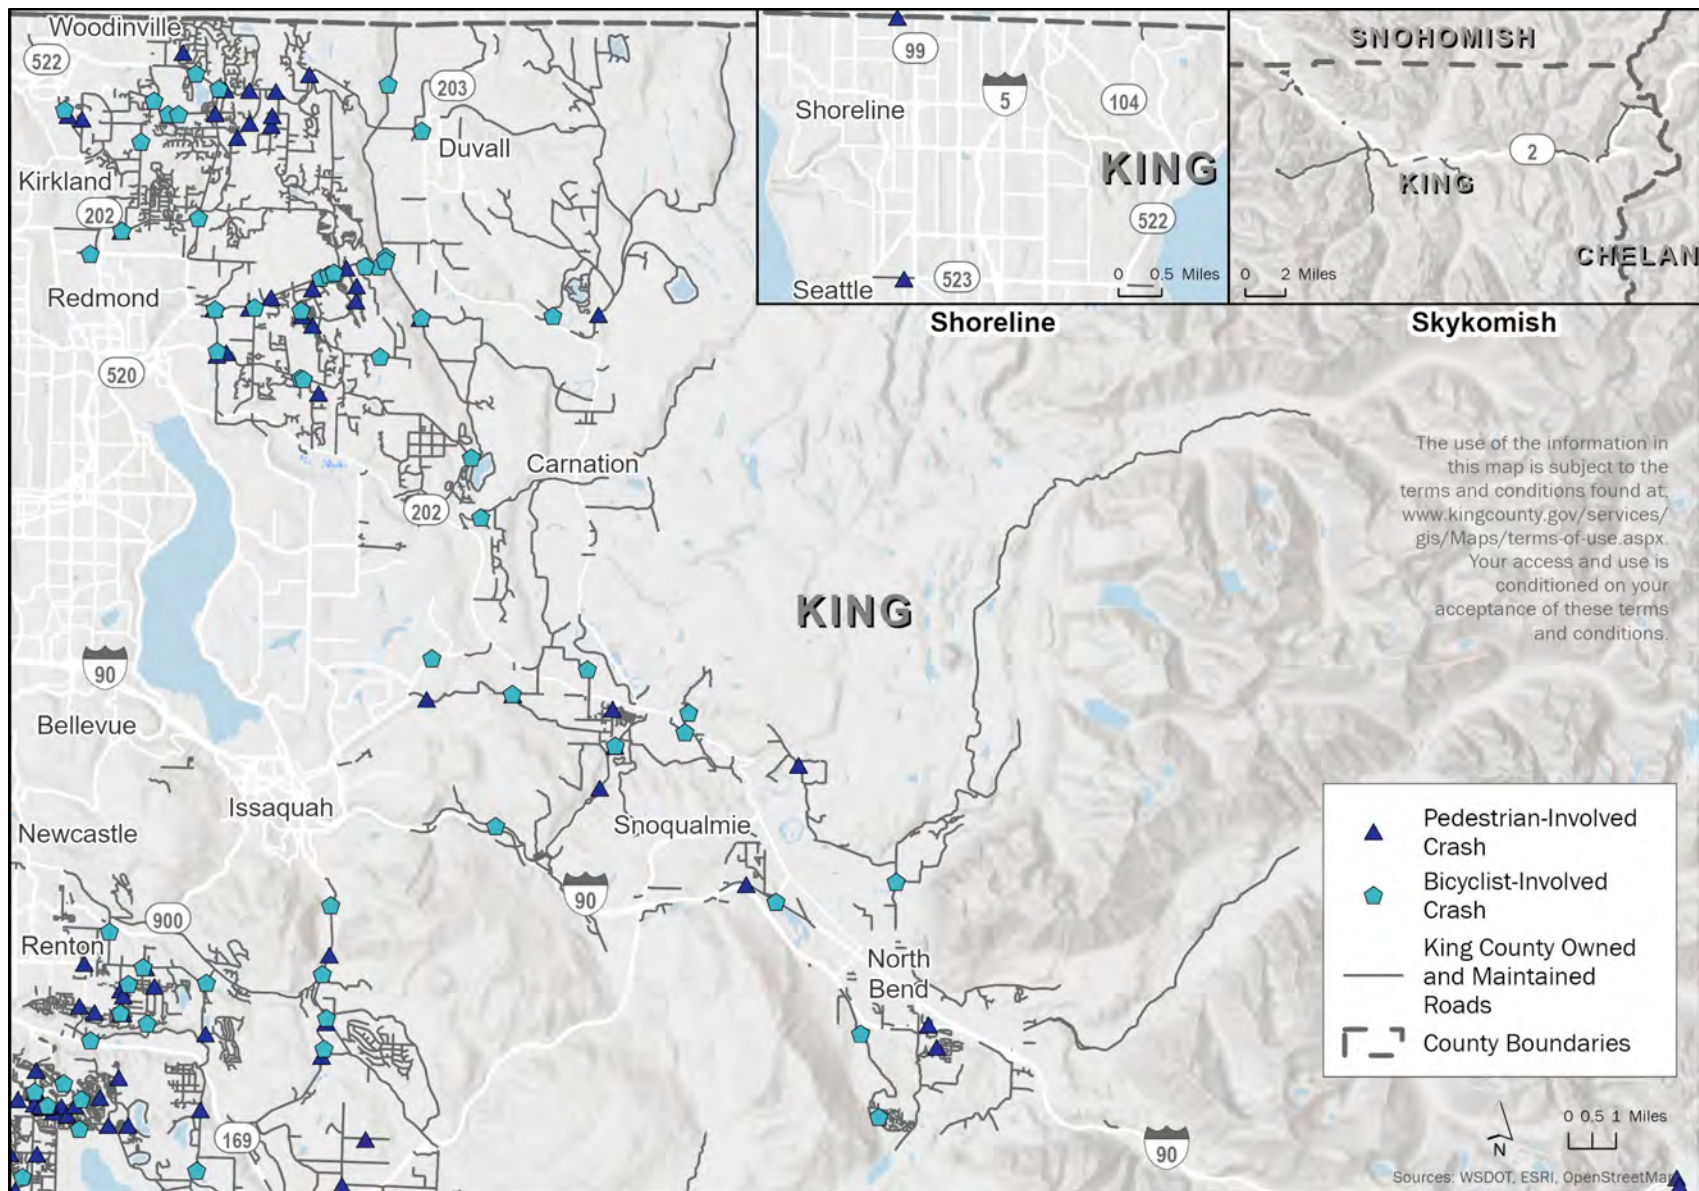 Woodinville
522
203
Duvall
Kirkland
202
Redmond
520
Carnation
202
KING
90
Bellevue
Issaquah
Newcastle
Snoqualmie
90
900
Renton
North
Bend
169
90
99
5
104
Shoreline
KING
522
0 0.5 Miles
523
Seattle
Shoreline
SNOHOMISH
2
KING
CHELAN
0 2 Miles
Skykomish
The use of the information in
this map is subject to the
terms and conditions found at:
www.kingcounty.gov/services/
gis/Maps/terms-of-use.aspx.
Your access and use is
conditioned on your
acceptance of these terms
and conditions.
Pedestrian-Involved
Crash
Bicyclist-Involved
Crash
King County Owned
and Maintained
Roads
County Boundaries
N
0 0.5 1 Miles
Sources: WSDOT, ESRI, OpenStreetMap